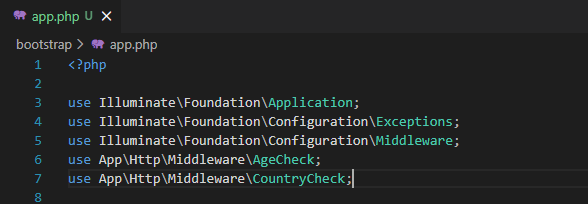 app.php U ×
bootstrap > app.php
1 <?php
2
3 use Illuminate\Foundation\Application;
4 use Illuminate\Foundation\Configuration\Exceptions;
5 use Illuminate\Foundation\Configuration\Middleware;
6 use App\Http\Middleware\AgeCheck;
7 use App\Http\Middleware\CountryCheck;
8